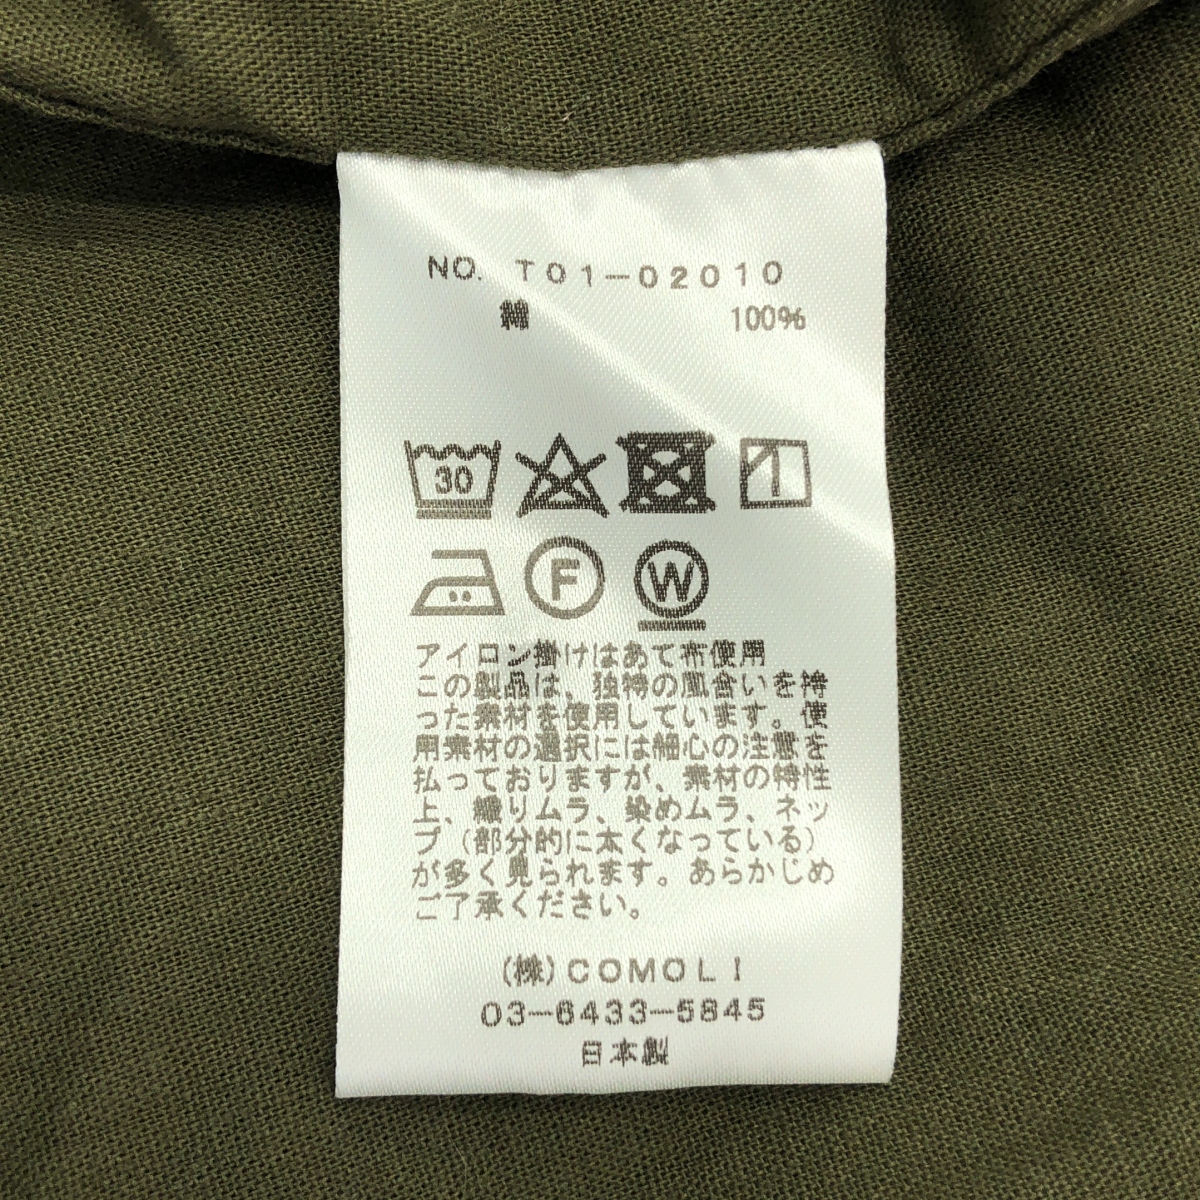 NO. T01-02010
綿 100%
30
F W
アイロン掛けはあて布使用
この製品は、独特の風合いを持
った素材を使用しています。使
用素材の選択には細心の注意を
払っておりますが、素材の特性
上、織りムラ、染めムラ、ネッ
プ(部分的に太くなっている)
が多く見られます。あらかじめ
ご了承ください。
(株)COMOLI
03-6433-5845
日本製